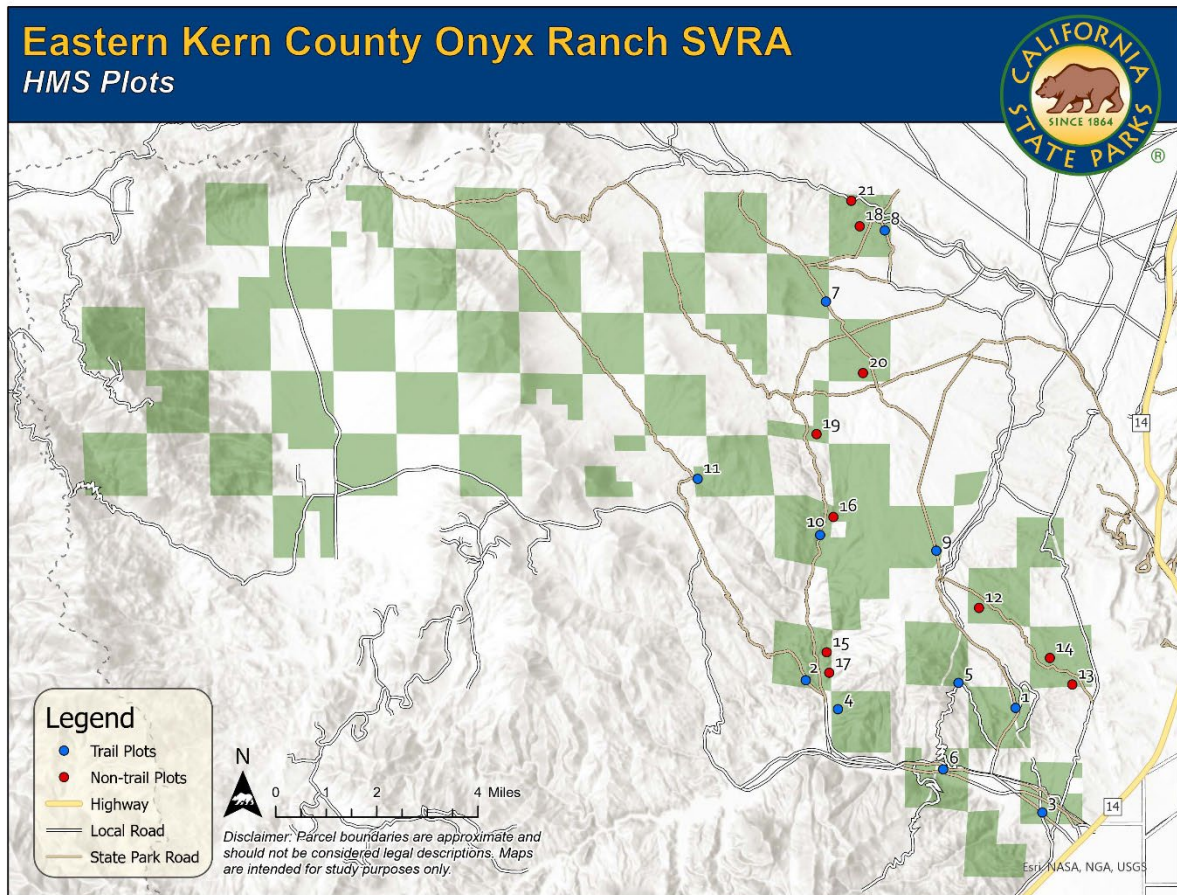 Eastern Kern County Onyx Ranch SVRA
HMS Plots
CALIFORNIA
STATE PARKS
SINCE 1864
®
21
18
8
7
20
14
19
11
16
10
9
12
15
14
2
17
5
13
4
1
6
3
14
Legend
Trail Plots
Non-trail Plots
Highway
Local Road
State Park Road
N
0 1 2 4 Miles
Disclaimer: Parcel boundaries are approximate and
should not be considered legal descriptions. Maps
are intended for study purposes only.
Esri, NASA, NGA, USGS